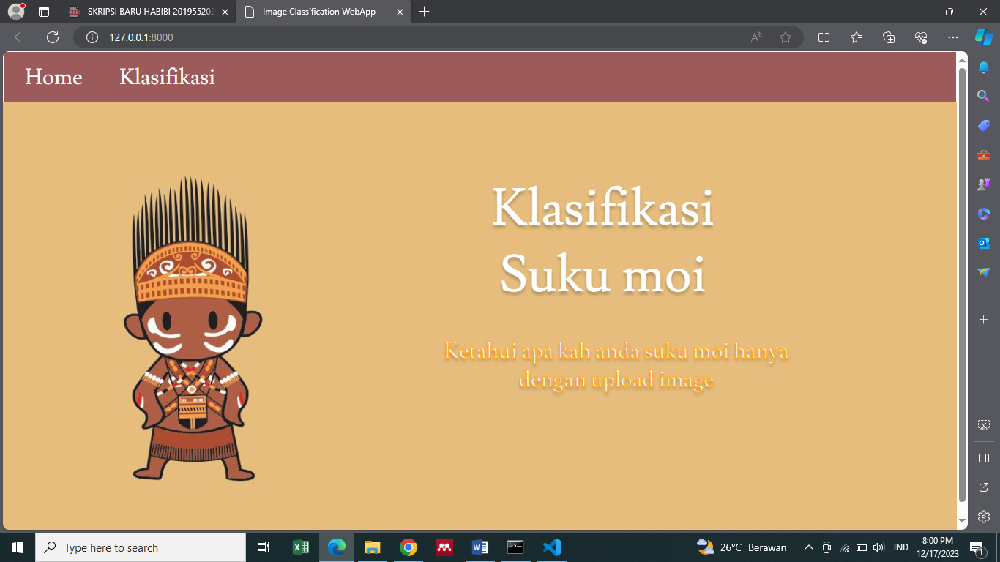 SKRIPSI BARU HABIBI 201955202
Image Classification WebApp
127.0.0.1:8000
Home
Klasifikasi
Klasifikasi
Suku moi
Ketahui apa kah anda suku moi hanya
dengan upload image
Type here to search
26°C Berawan
IND
8:00 PM
12/17/2023
1